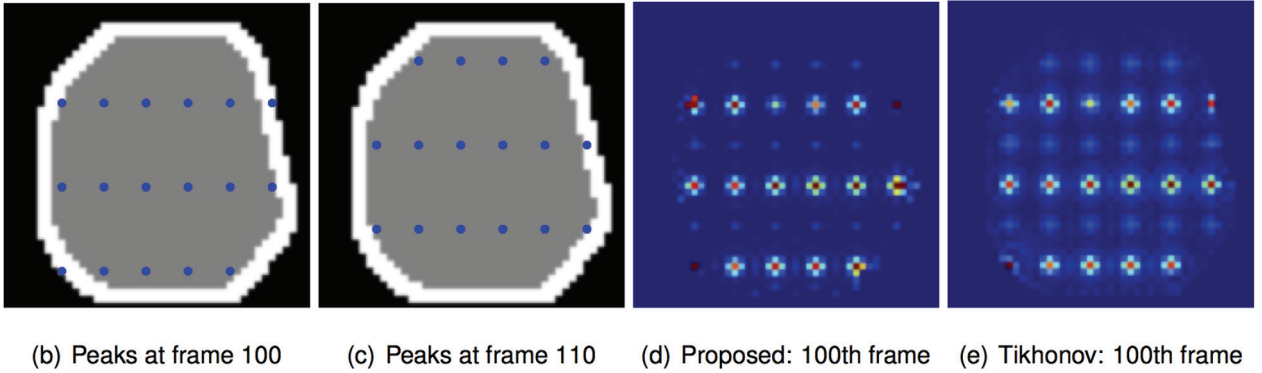 (b) Peaks at frame 100
(c) Peaks at frame 110
(d) Proposed: 100th frame
(e) Tikhonov: 100th frame